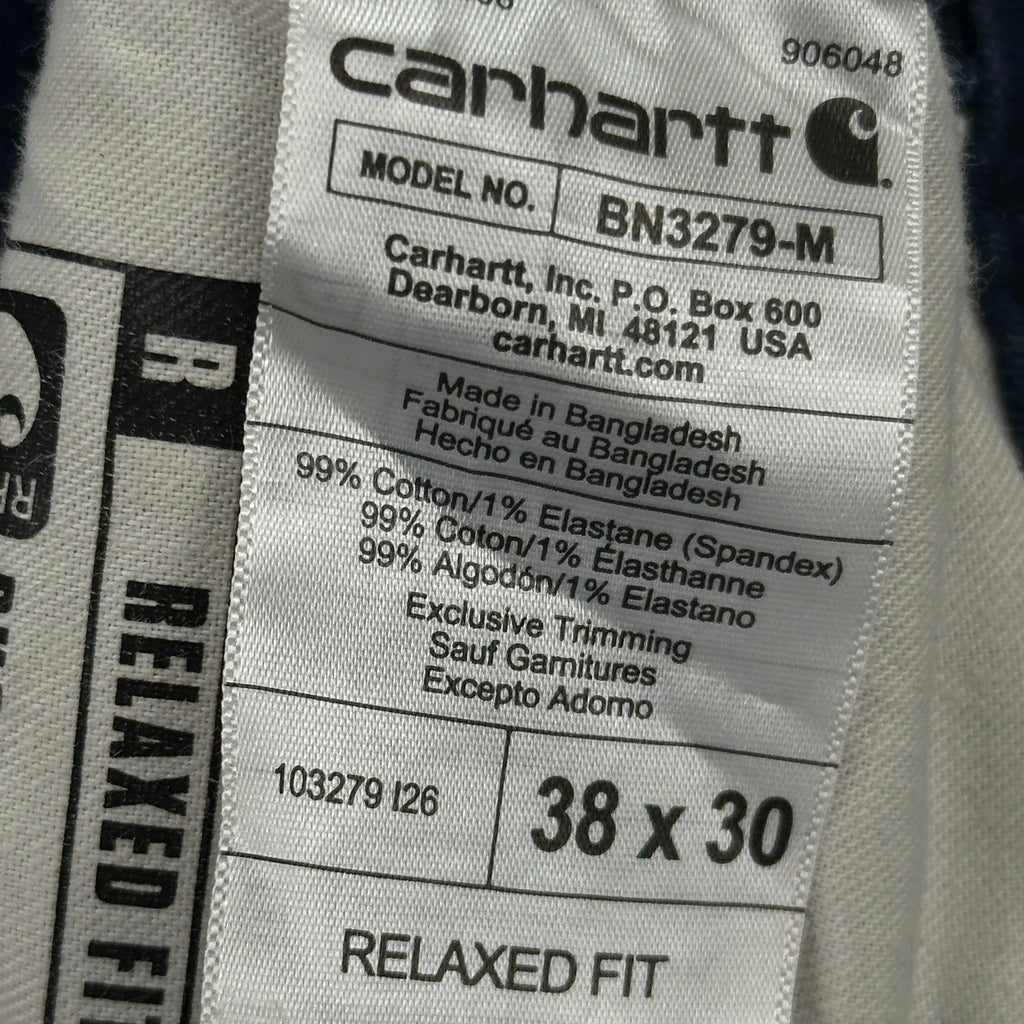 906048
carhartt
MODEL NO. BN3279-M
Carhartt, Inc. P.O. Box 600
Dearborn, MI 48121 USA
carhartt.com
Made in Bangladesh
Fabriqué au Bangladesh
Hecho en Bangladesh
99% Cotton/1% Elastane (Spandex)
99% Coton/1% Élasthanne
99% Algodón/1% Elastano
Exclusive Trimming
Sauf Garnitures
Excepto Adorno
103279 I26
38 x 30
RELAXED FIT
R
RELAXED FIT